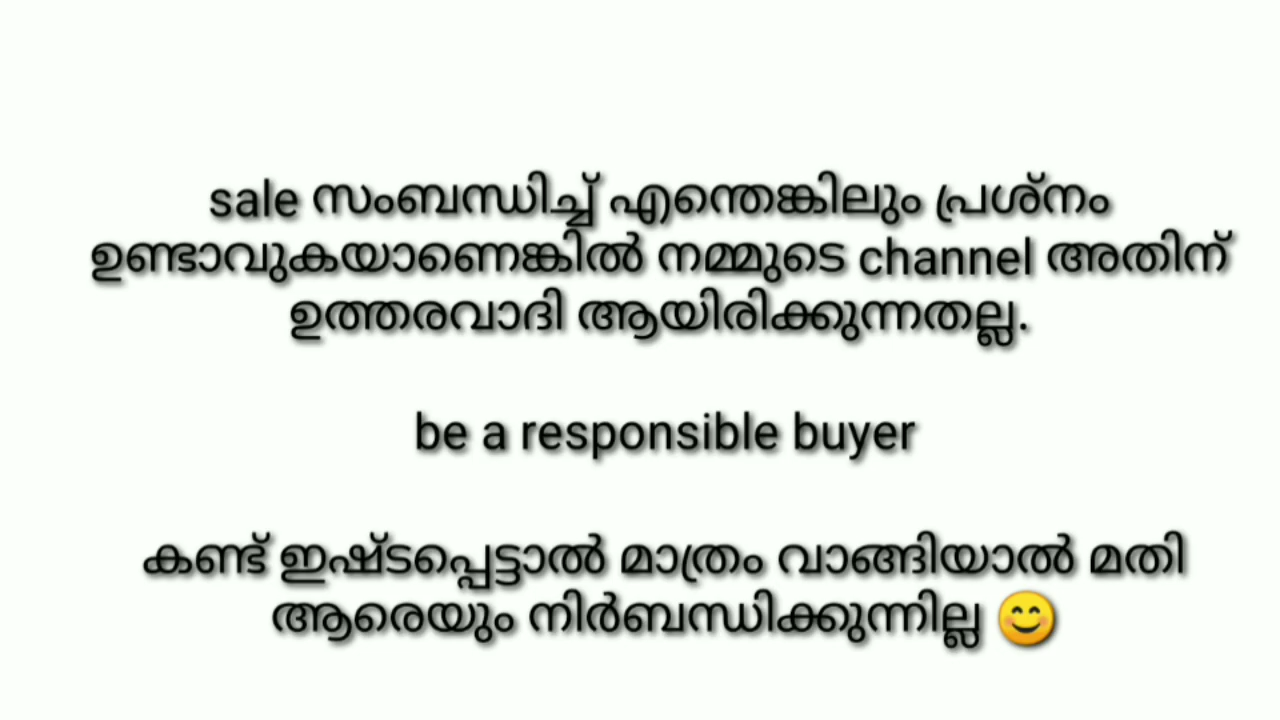 sale സംബന്ധിച്ച് എന്തെങ്കിലും പ്രശ്നം
ഉണ്ടാവുകയാണെങ്കിൽ നമ്മുടെ channel അതിന്
ഉത്തരവാദി ആയിരിക്കുന്നതല്ല.
be a responsible buyer
കണ്ട് ഇഷ്ടപ്പെട്ടാൽ മാത്രം വാങ്ങിയാൽ മതി
ആരെയും നിർബന്ധിക്കുന്നില്ല 😊